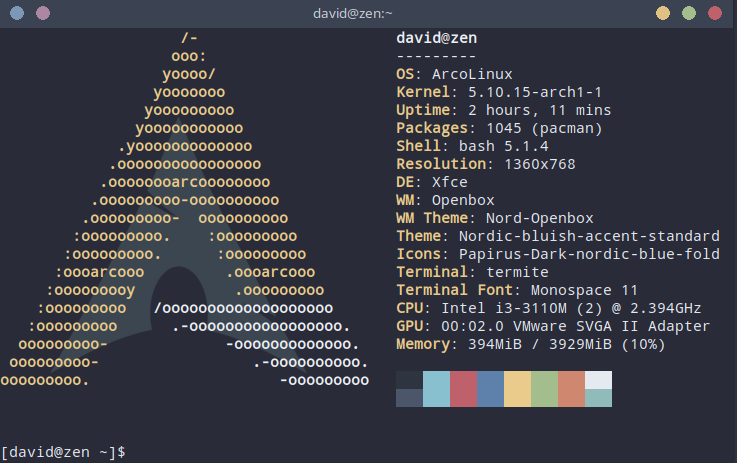 david@zen:~
/-
ooo:
yoooo/
yooooooo
yooooooooo
yooooooooooo
.yooooooooooooo
.oooooooooooooooo
.oooooooarcoooooooo
.ooooooooo-oooooooooo
.ooooooooo-  oooooooooo
:ooooooooo.    :ooooooooo
:ooooooooo.      :ooooooooo
:oooarcooo         .oooarcooo
:ooooooooy           .ooooooooo
:ooooooooo   /ooooooooooooooooooo
:ooooooooo      .-ooooooooooooooooo.
ooooooooo-             -ooooooooooooo.
ooooooooo-                 .-oooooooooo.
ooooooooo.                     -ooooooooo
david@zen
---------
OS: ArcoLinux
Kernel: 5.10.15-arch1-1
Uptime: 2 hours, 11 mins
Packages: 1045 (pacman)
Shell: bash 5.1.4
Resolution: 1360x768
DE: Xfce
WM: Openbox
WM Theme: Nord-Openbox
Theme: Nordic-bluish-accent-standard
Icons: Papirus-Dark-nordic-blue-fold
Terminal: termite
Terminal Font: Monospace 11
CPU: Intel i3-3110M (2) @ 2.394GHz
GPU: 00:02.0 VMware SVGA II Adapter
Memory: 394MiB / 3929MiB (10%)
[david@zen ~]$